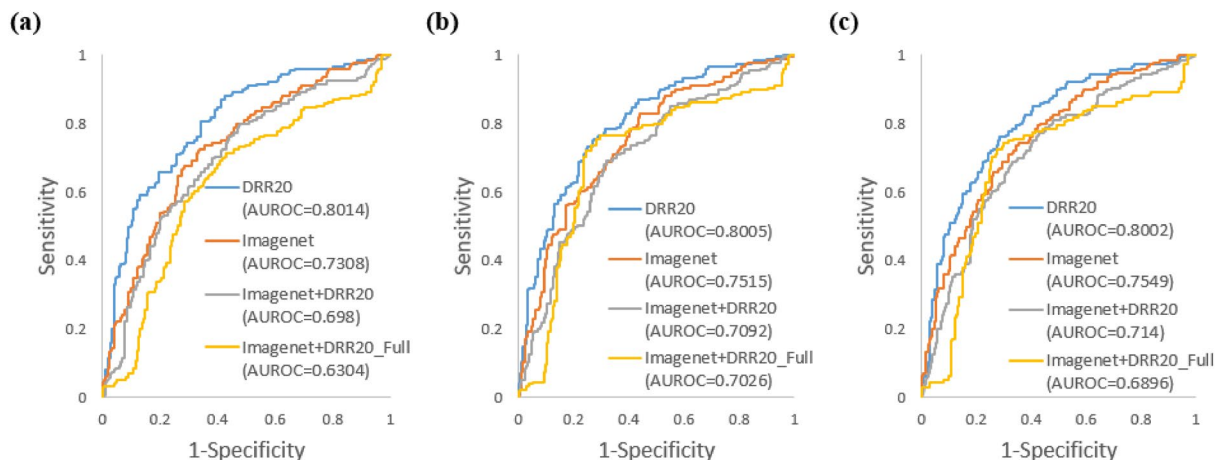 (a)
1
0.8
0.6
0.4
0.2
0
Sensitivity
DRR20
(AUROC=0.8014)
Imagenet
(AUROC=0.7308)
Imagenet+DRR20
(AUROC=0.698)
Imagenet+DRR20_Full
(AUROC=0.6304)
0 0.2 0.4 0.6 0.8 1
1-Specificity
(b)
1
0.8
0.6
0.4
0.2
0
Sensitivity
DRR20
(AUROC=0.8005)
Imagenet
(AUROC=0.7515)
Imagenet+DRR20
(AUROC=0.7092)
Imagenet+DRR20_Full
(AUROC=0.7026)
0 0.2 0.4 0.6 0.8 1
1-Specificity
(c)
1
0.8
0.6
0.4
0.2
0
Sensitivity
DRR20
(AUROC=0.8002)
Imagenet
(AUROC=0.7549)
Imagenet+DRR20
(AUROC=0.714)
Imagenet+DRR20_Full
(AUROC=0.6896)
0 0.2 0.4 0.6 0.8 1
1-Specificity